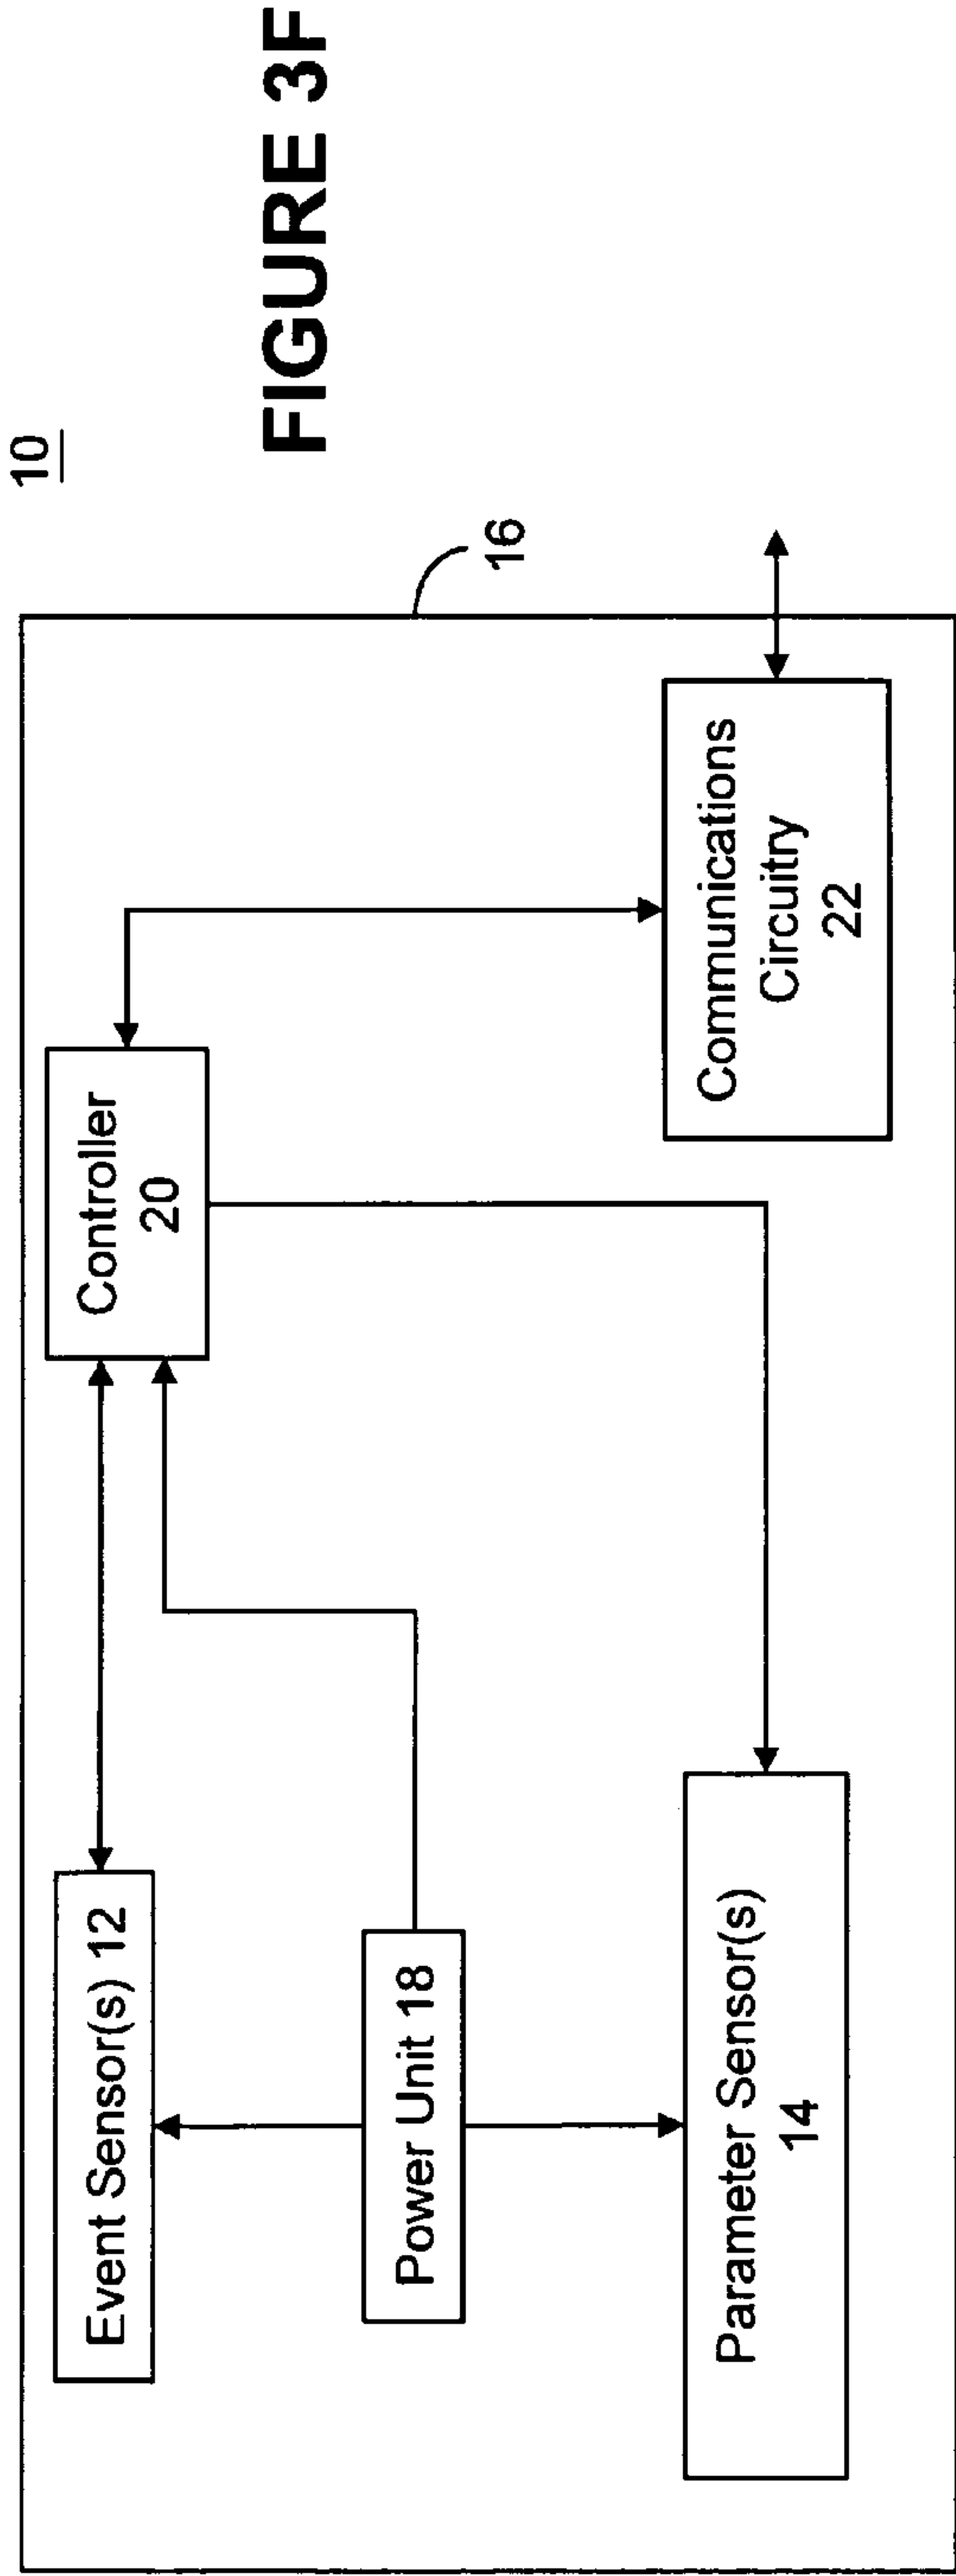 10
16
Event Sensor(s) 12
Controller
20
Power Unit 18
Parameter Sensor(s)
14
Communications
Circuitry
22
FIGURE 3F